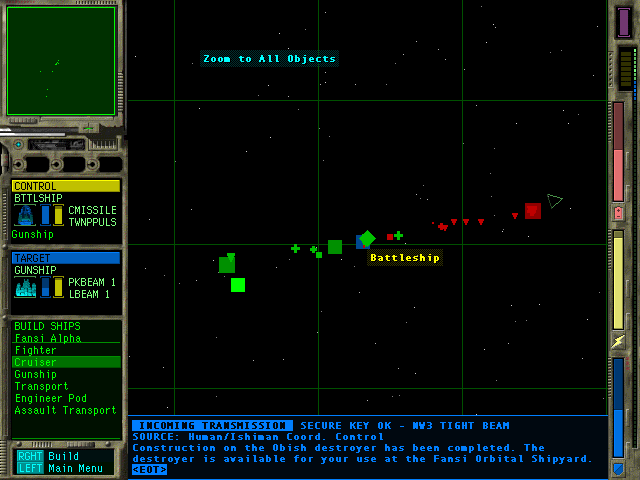 Zoom to All Objects
CONTROL
BTTLSHIP
CMISSILE
TWNPPULS
Gunship
TARGET
GUNSHIP
PKBEAM 1
LBEAM 1
Battleship
BUILD SHIPS
Fansi Alpha
Fighter
Cruiser
Gunship
Transport
Engineer Pod
Assault Transport
RGHT Build
LEFT Main Menu
INCOMING TRANSMISSION SECURE KEY OK - NW3 TIGHT BEAM
SOURCE: Human/Ishiman Coord. Control
Construction on the Obish destroyer has been completed. The
destroyer is available for your use at the Fansi Orbital Shipyard.
<EOT>